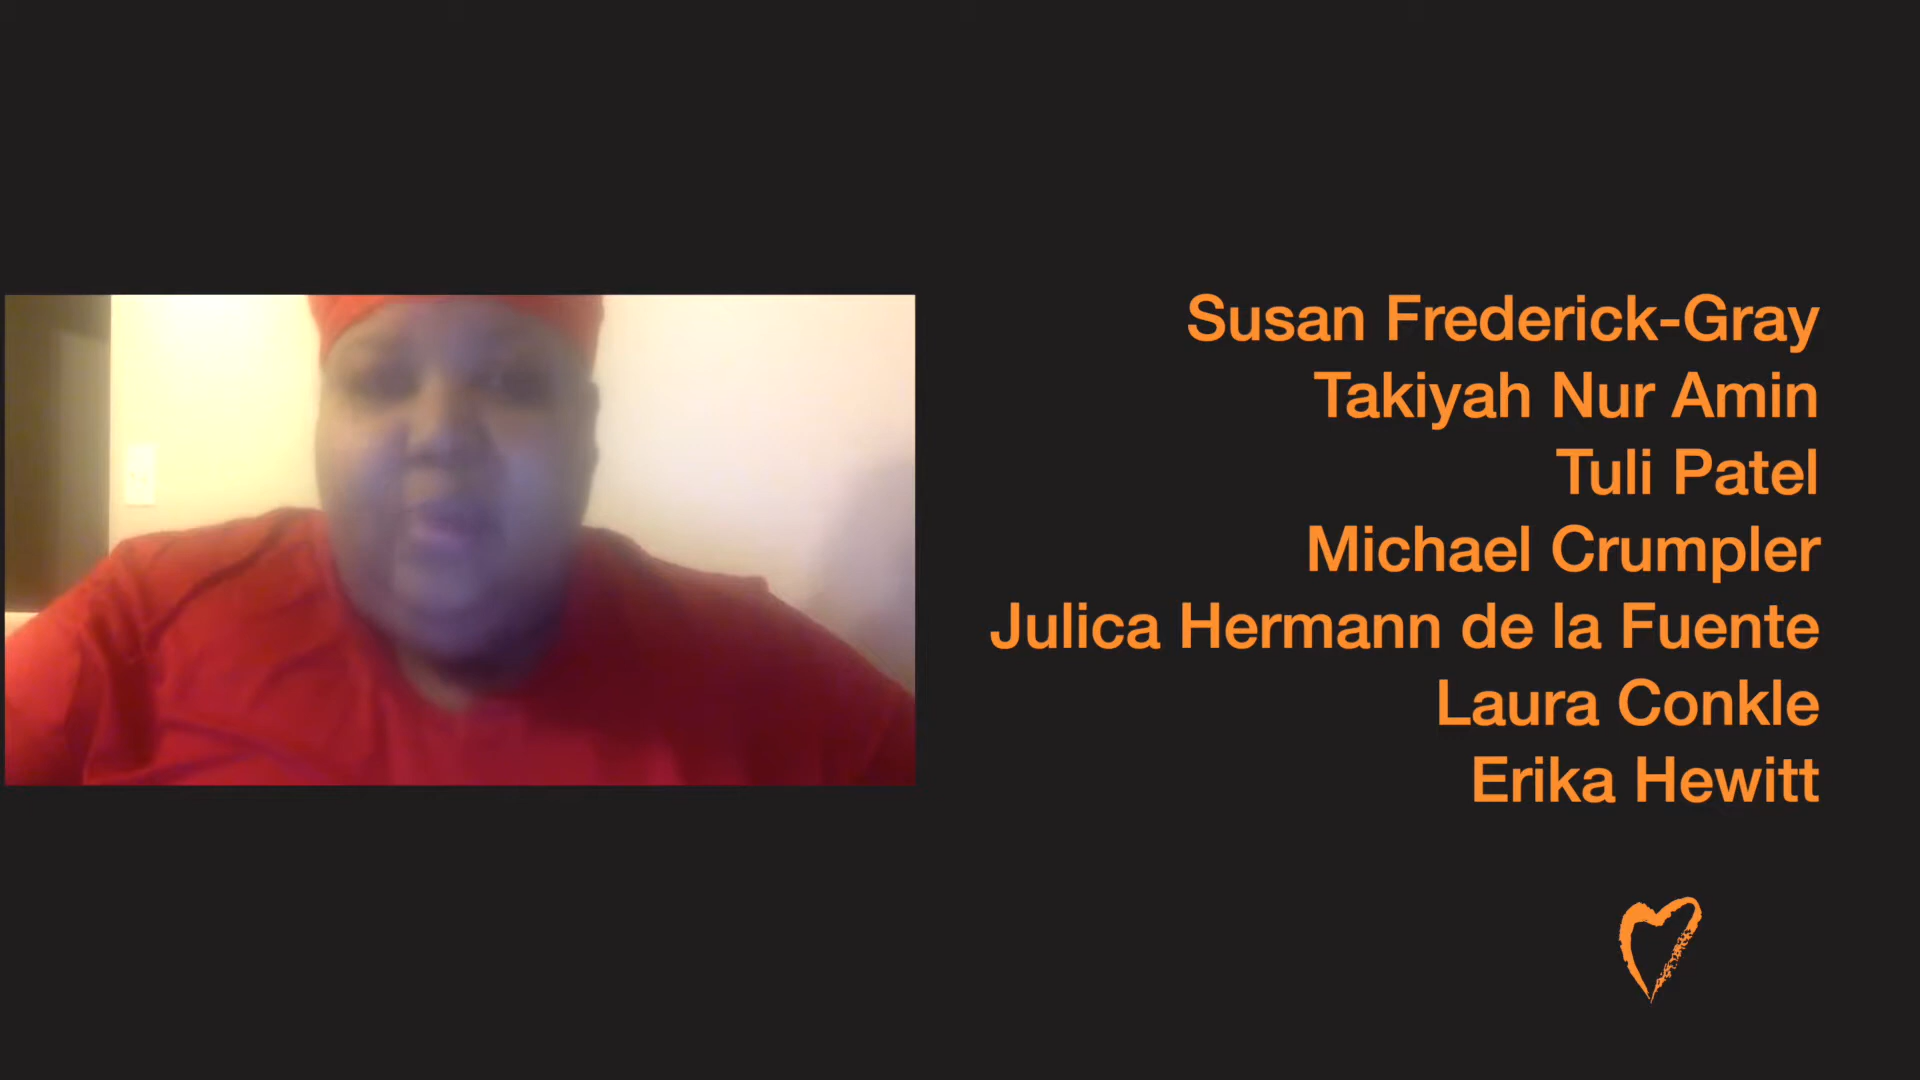 Susan Frederick-Gray
Takiyah Nur Amin
Tuli Patel
Michael Crumpler
Julica Hermann de la Fuente
Laura Conkle
Erika Hewitt